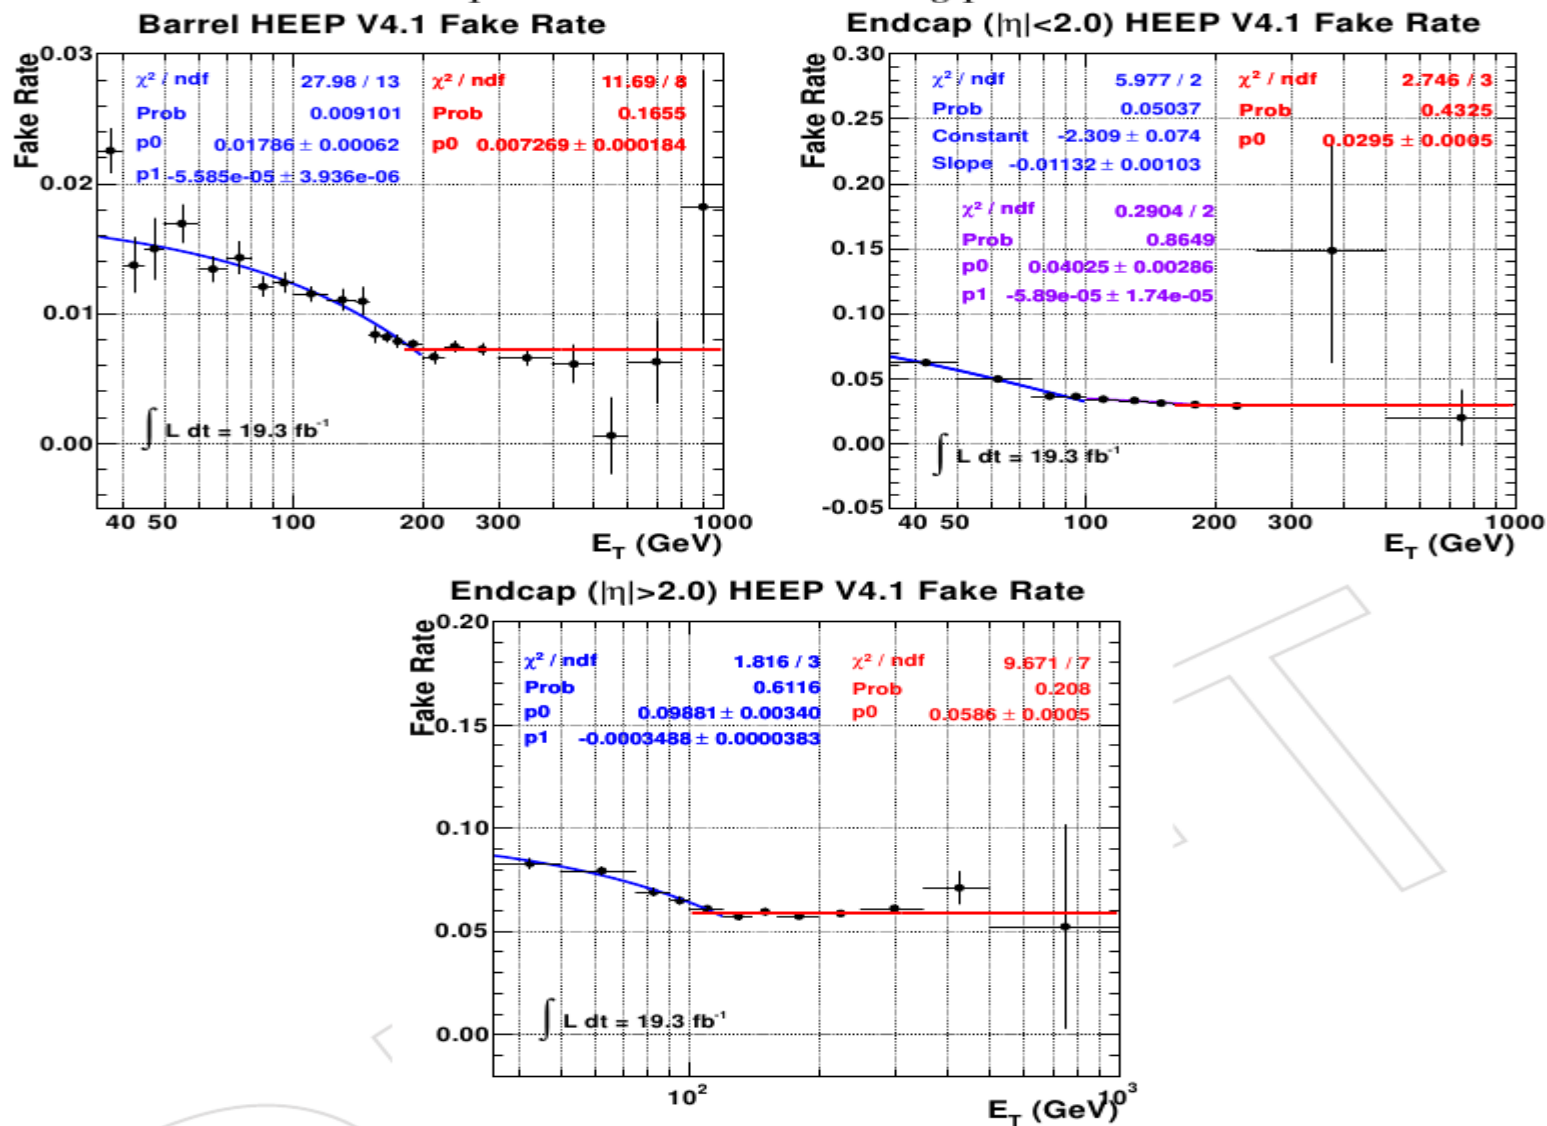 Barrel HEEP V4.1 Fake Rate
Fake Rate
0.03
0.02
0.01
0.00
χ² / ndf 27.98 / 13
Prob 0.009101
p0 0.01786 ± 0.00062
p1 -5.585e-05 ± 3.936e-06
χ² / ndf 11.69 / 8
Prob 0.1655
p0 0.007269 ± 0.000184
∫ L dt = 19.3 fb⁻¹
40 50 100 200 300 1000
E_T (GeV)
Endcap (|η|<2.0) HEEP V4.1 Fake Rate
Fake Rate
0.30
0.25
0.20
0.15
0.10
0.05
0.00
-0.05
χ² / ndf 5.977 / 2
Prob 0.05037
Constant -2.309 ± 0.074
Slope -0.01132 ± 0.00103
χ² / ndf 2.746 / 3
Prob 0.4325
p0 0.0295 ± 0.0005
χ² / ndf 0.2904 / 2
Prob 0.8649
p0 0.04025 ± 0.00286
p1 -5.89e-05 ± 1.74e-05
∫ L dt = 19.3 fb⁻¹
40 50 100 200 300 1000
E_T (GeV)
Endcap (|η|>2.0) HEEP V4.1 Fake Rate
Fake Rate
0.20
0.15
0.10
0.05
0.00
χ² / ndf 1.816 / 3
Prob 0.6116
p0 0.09881 ± 0.00340
p1 -0.0003488 ± 0.0000383
χ² / ndf 9.671 / 7
Prob 0.208
p0 0.0586 ± 0.0005
∫ L dt = 19.3 fb⁻¹
10² 10³
E_T (GeV)